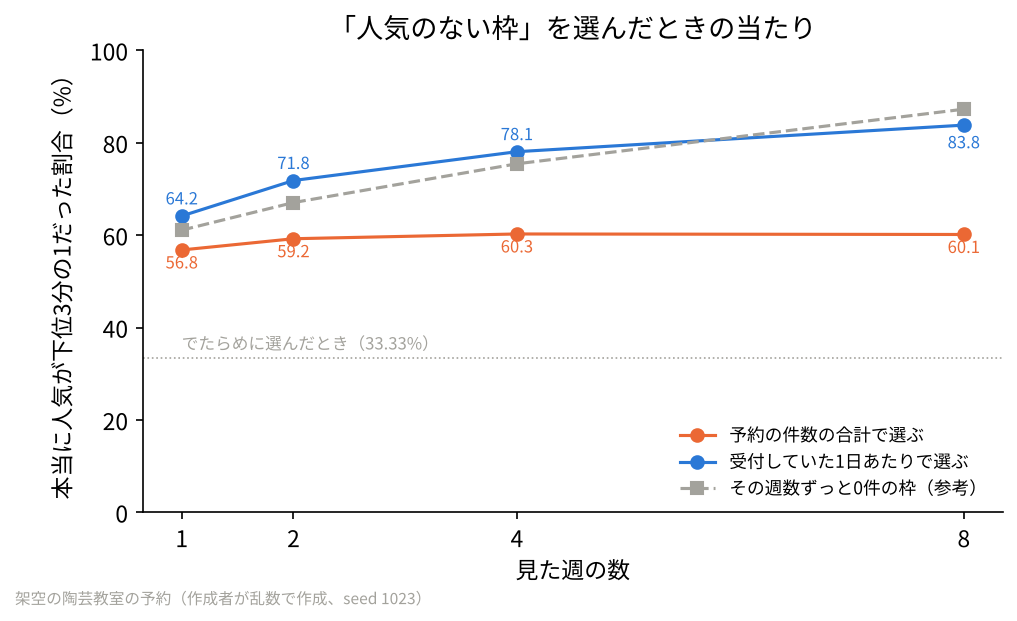 「人気のない枠」を選んだときの当たり
本当に人気が下位3分の1だった割合（%）
100
80
60
40
20
0
64.2
71.8
78.1
83.8
56.8
59.2
60.3
60.1
でたらめに選んだとき（33.33%）
予約の件数の合計で選ぶ
受付していた1日あたりで選ぶ
その週数ずっと0件の枠（参考）
1
2
4
8
見た週の数
架空の陶芸教室の予約（作成者が乱数で作成、seed 1023）